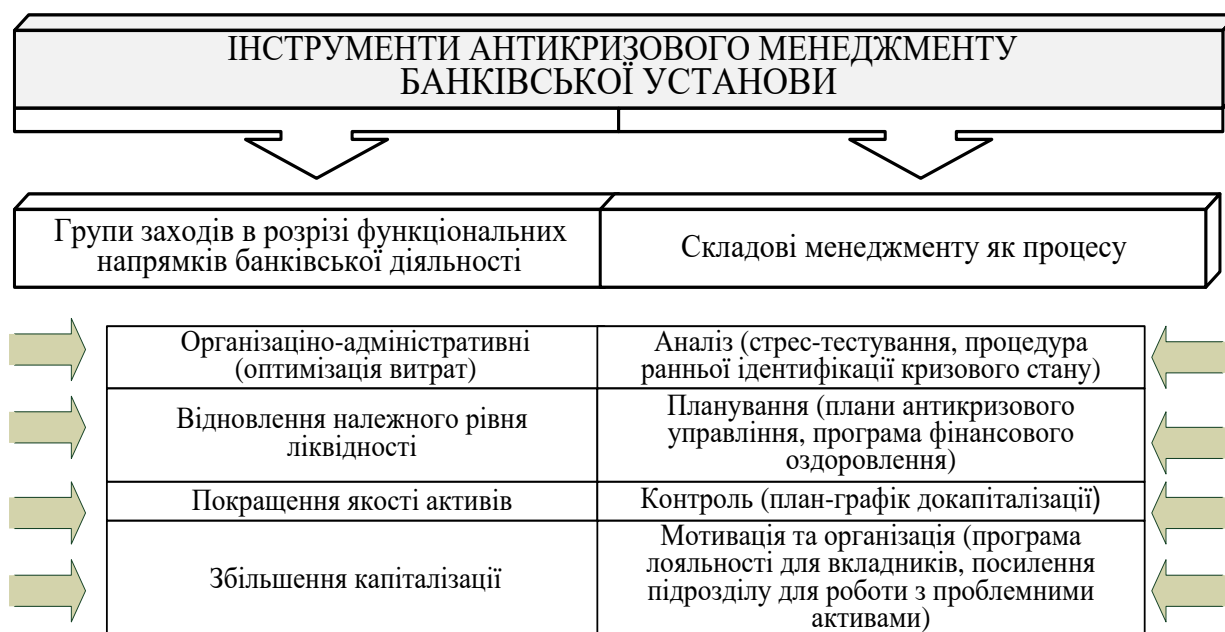 ІНСТРУМЕНТИ АНТИКРИЗОВОГО МЕНЕДЖМЕНТУ
БАНКІВСЬКОЇ УСТАНОВИ
Групи заходів в розрізі функціональних
напрямків банківської діяльності
Складові менеджменту як процесу
Організаціно-адміністративні
(оптимізація витрат)
Аналіз (стрес-тестування, процедура
ранньої ідентифікації кризового стану)
Відновлення належного рівня
ліквідності
Планування (плани антикризового
управління, програма фінансового
оздоровлення)
Покращення якості активів
Контроль (план-графік докапіталізації)
Збільшення капіталізації
Мотивація та організація (програма
лояльності для вкладників, посилення
підрозділу для роботи з проблемними
активами)